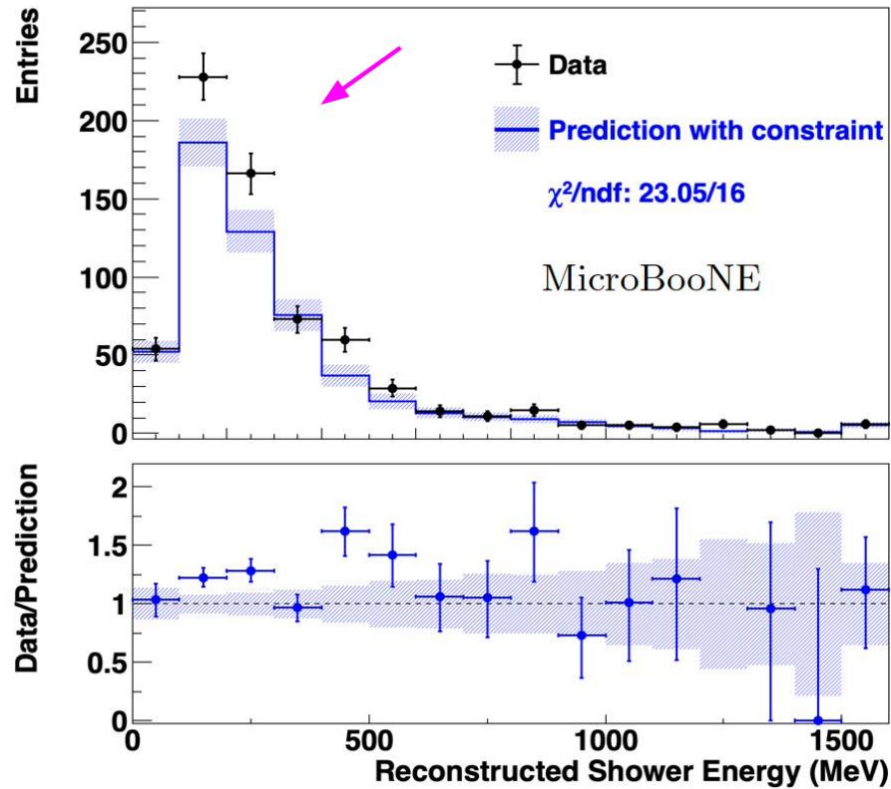 Entries
250
200
150
100
50
0
Data
Prediction with constraint
χ²/ndf: 23.05/16
MicroBooNE
Data/Prediction
2
1.5
1
0.5
0
0
500
1000
1500
Reconstructed Shower Energy (MeV)